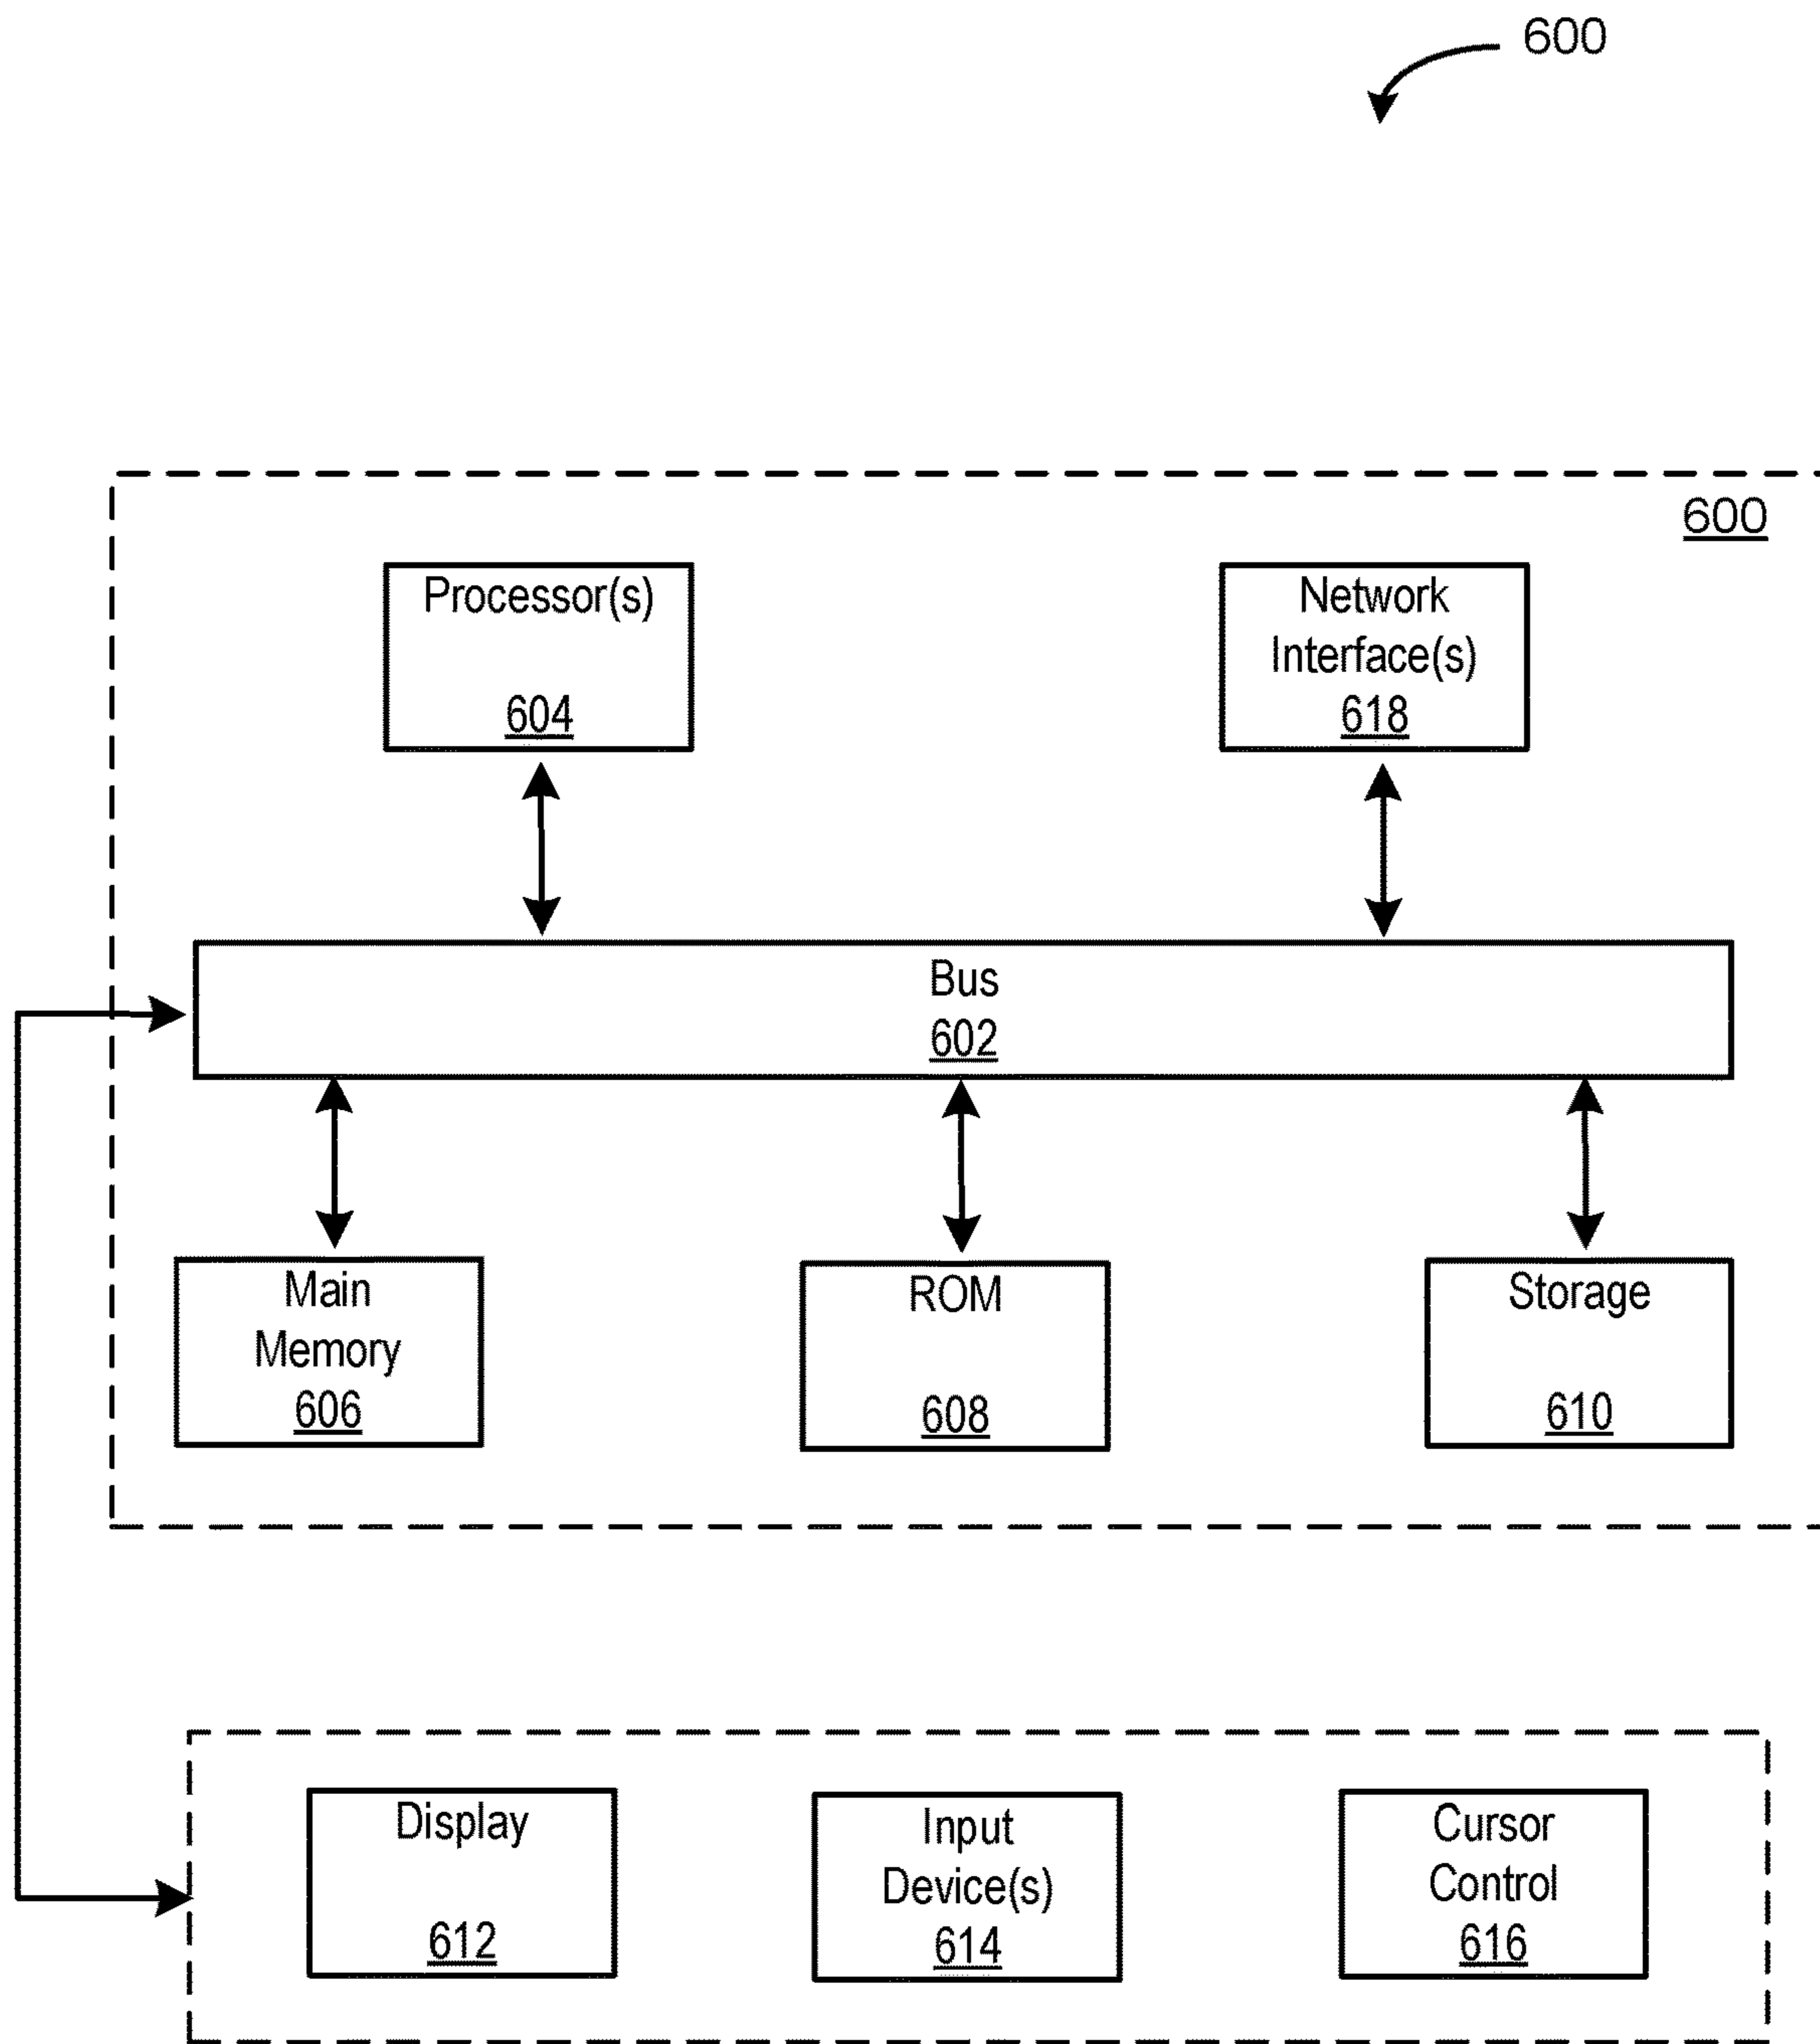 600
600
Processor(s)
604
Network
Interface(s)
618
Bus
602
Main
Memory
606
ROM
608
Storage
610
Display
612
Input
Device(s)
614
Cursor
Control
616